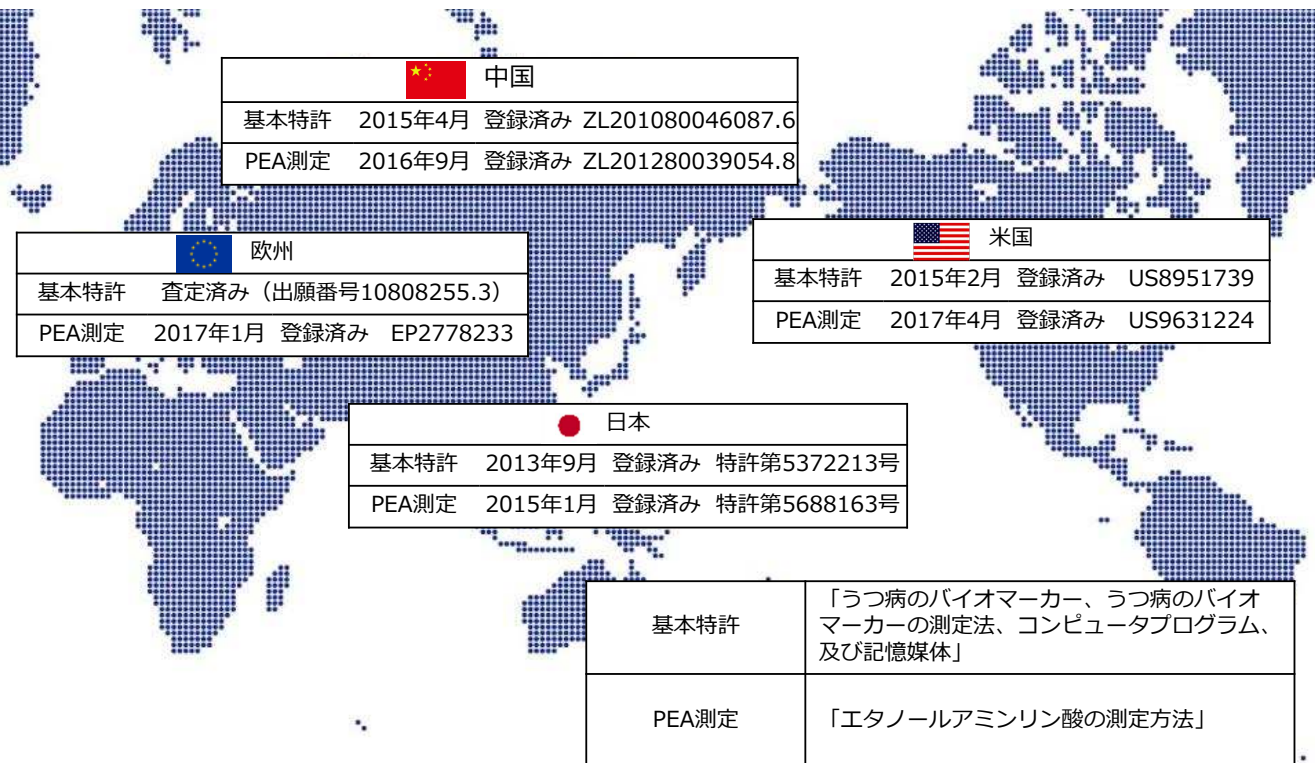 中国
基本特許 2015年4月 登録済み ZL201080046087.6
PEA測定 2016年9月 登録済み ZL201280039054.8
欧州
基本特許 査定済み（出願番号10808255.3）
PEA測定 2017年1月 登録済み EP2778233
米国
基本特許 2015年2月 登録済み US8951739
PEA測定 2017年4月 登録済み US9631224
日本
基本特許 2013年9月 登録済み 特許第5372213号
PEA測定 2015年1月 登録済み 特許第5688163号
基本特許
「うつ病のバイオマーカー、うつ病のバイオ
マーカーの測定法、コンピュータプログラム、
及び記憶媒体」
PEA測定
「エタノールアミンリン酸の測定方法」